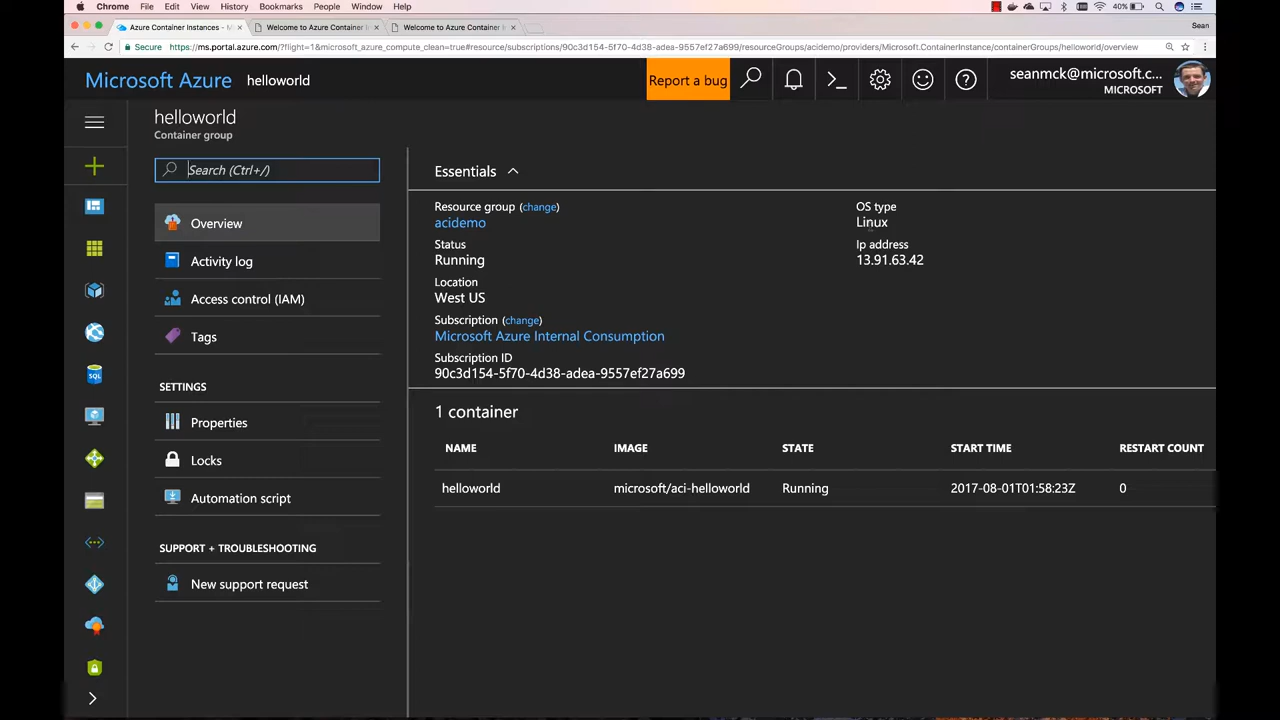 Chrome File Edit View History Bookmarks People Window Help 40%
Sean
Azure Container Instances - M
Welcome to Azure Container I
Welcome to Azure Container I
Secure https://ms.portal.azure.com/?flight=1&microsoft_azure_compute_clean=true#resource/subscriptions/90c3d154-5f70-4d38-adea-9557ef27a699/resourceGroups/acidemo/providers/Microsoft.ContainerInstance/containerGroups/helloworld/overview
Microsoft Azure helloworld
Report a bug
seanmck@microsoft.c...
MICROSOFT
helloworld
Container group
Search (Ctrl+/)
Overview
Activity log
Access control (IAM)
Tags
SETTINGS
Properties
Locks
Automation script
SUPPORT + TROUBLESHOOTING
New support request
SQL
Essentials
Resource group (change)
acidemo
Status
Running
Location
West US
Subscription (change)
Microsoft Azure Internal Consumption
Subscription ID
90c3d154-5f70-4d38-adea-9557ef27a699
OS type
Linux
Ip address
13.91.63.42
1 container
NAME IMAGE STATE START TIME RESTART COUNT
helloworld microsoft/aci-helloworld Running 2017-08-01T01:58:23Z 0